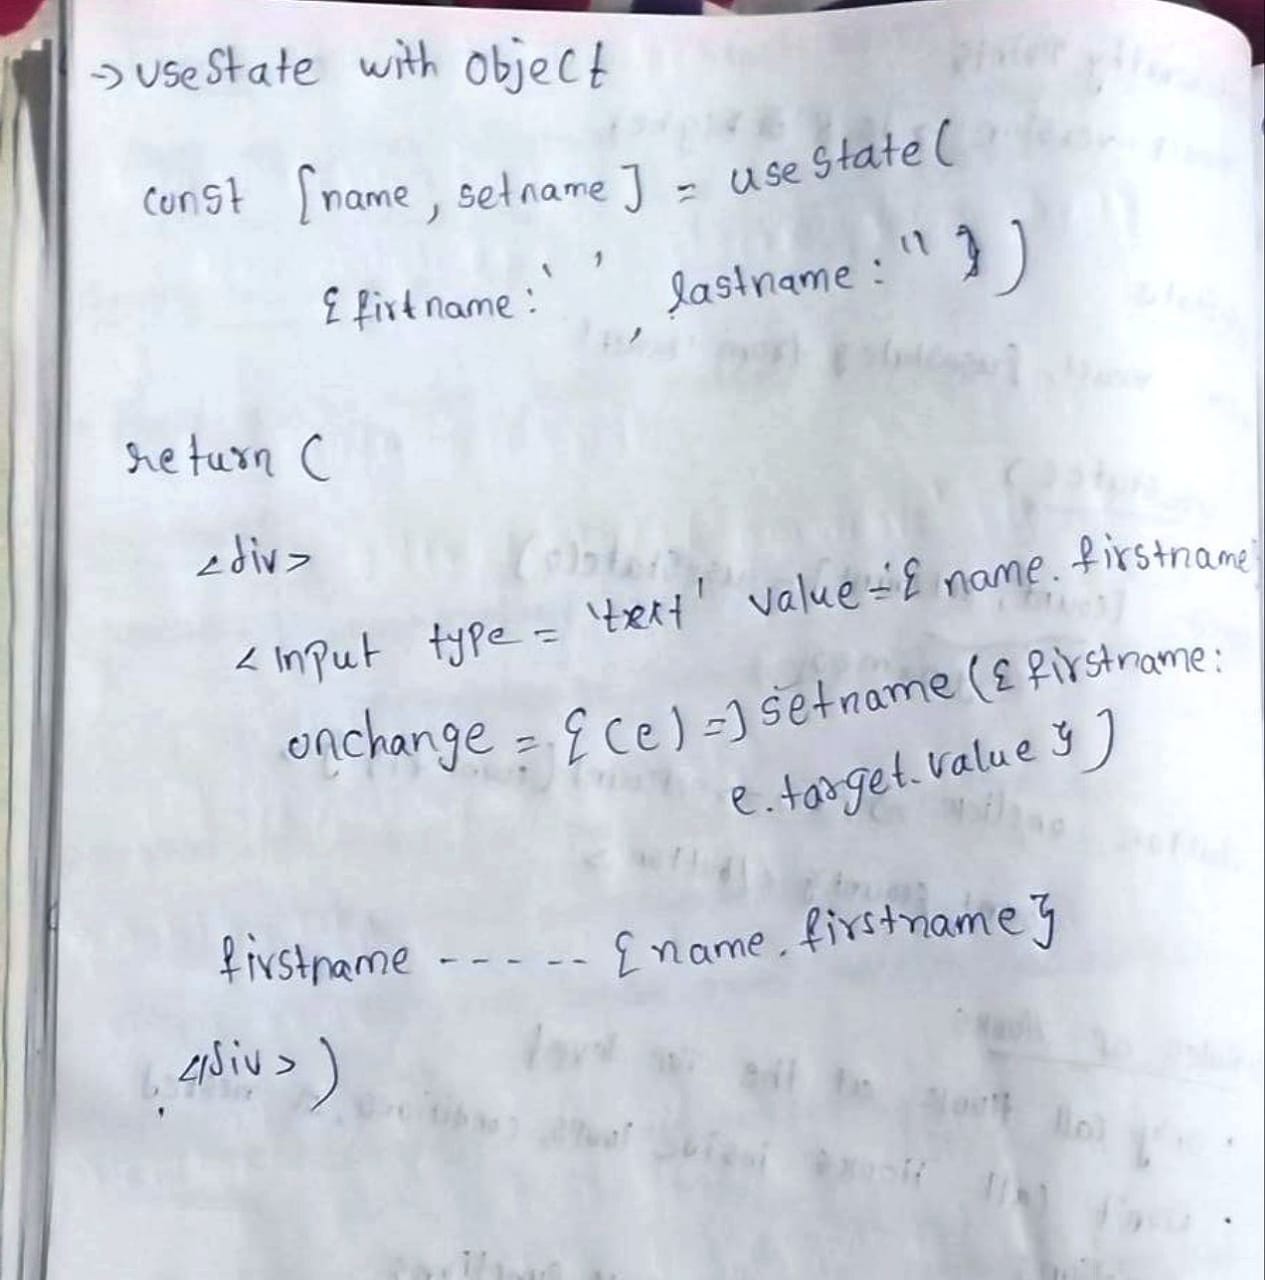 → useState with object
const [name, setname] = useState(
{ firtname: ' ', lastname: '' })
return (
<div>
<input type = 'text' value = { name.firstname
onchange = { (e) => setname ({ firstname:
e.target.value })
firstname ------ { name.firstname }
</div> )